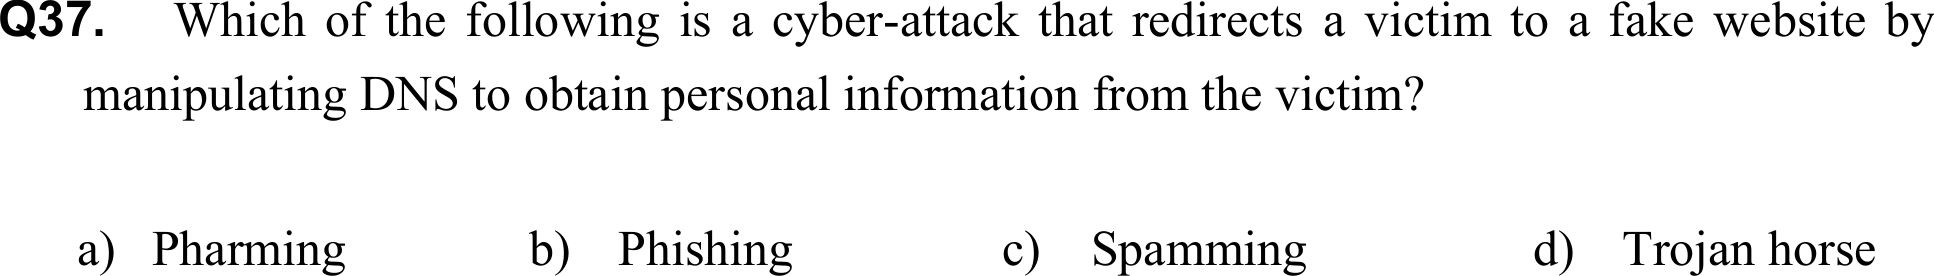 Q37. Which of the following is a cyber-attack that redirects a victim to a fake website by
manipulating DNS to obtain personal information from the victim?
a) Pharming b) Phishing c) Spamming d) Trojan horse